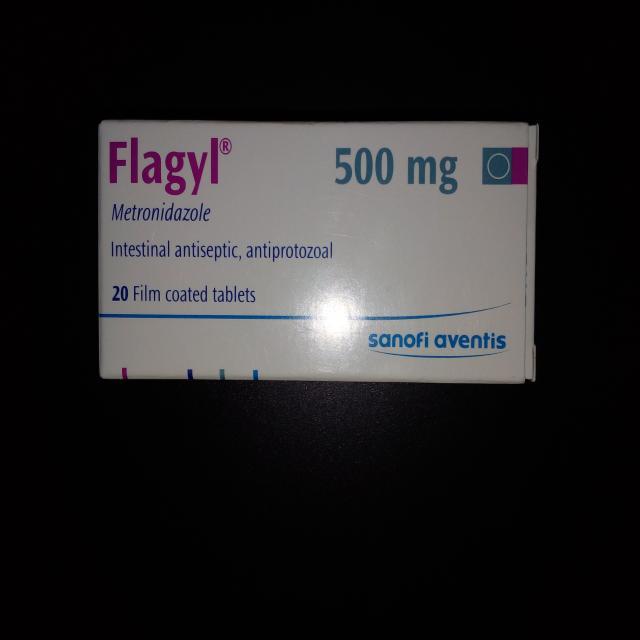 Flagyl®
500 mg
Metronidazole
Intestinal antiseptic, antiprotozoal
20 Film coated tablets
sanofi aventis